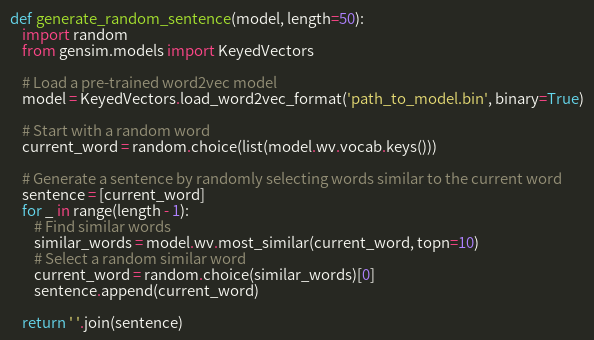 def generate_random_sentence(model, length=50):
    import random
    from gensim.models import KeyedVectors

    # Load a pre-trained word2vec model
    model = KeyedVectors.load_word2vec_format('path_to_model.bin', binary=True)

    # Start with a random word
    current_word = random.choice(list(model.wv.vocab.keys()))

    # Generate a sentence by randomly selecting words similar to the current word
    sentence = [current_word]
    for _ in range(length - 1):
        # Find similar words
        similar_words = model.wv.most_similar(current_word, topn=10)
        # Select a random similar word
        current_word = random.choice(similar_words)[0]
        sentence.append(current_word)

    return ' '.join(sentence)